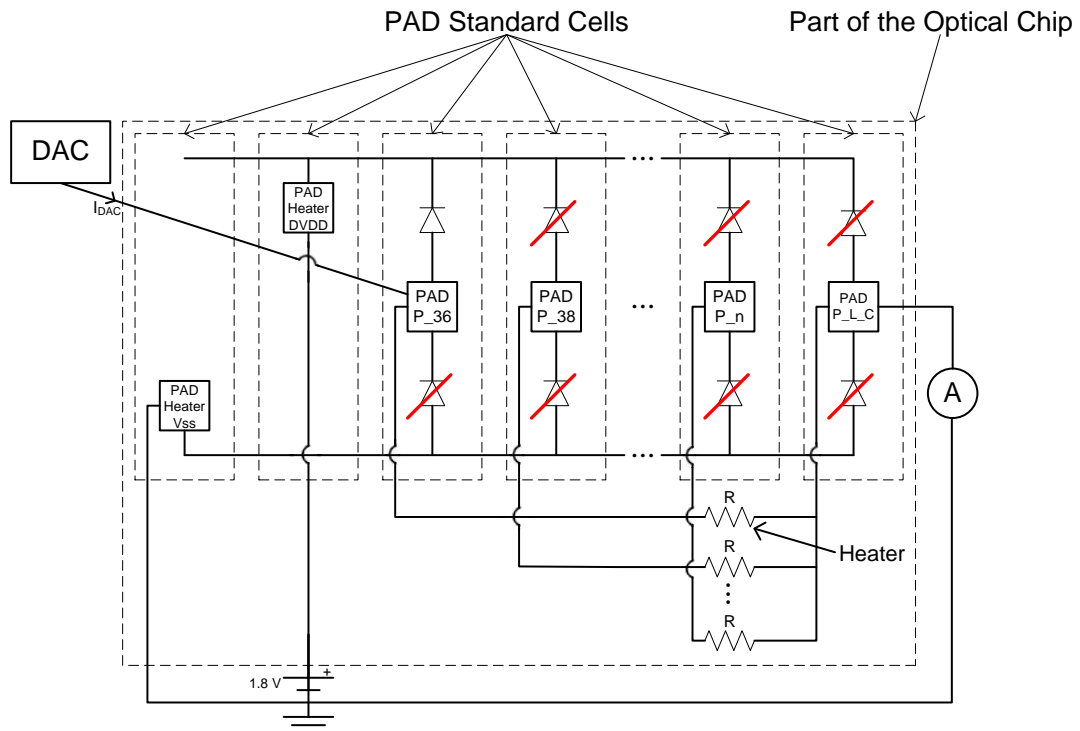 PAD Standard Cells
Part of the Optical Chip
DAC
I_DAC
PAD
Heater
DVDD
PAD
P_36
PAD
P_38
...
PAD
P_n
PAD
P_L_C
PAD
Heater
Vss
A
R
R
R
Heater
1.8 V
+